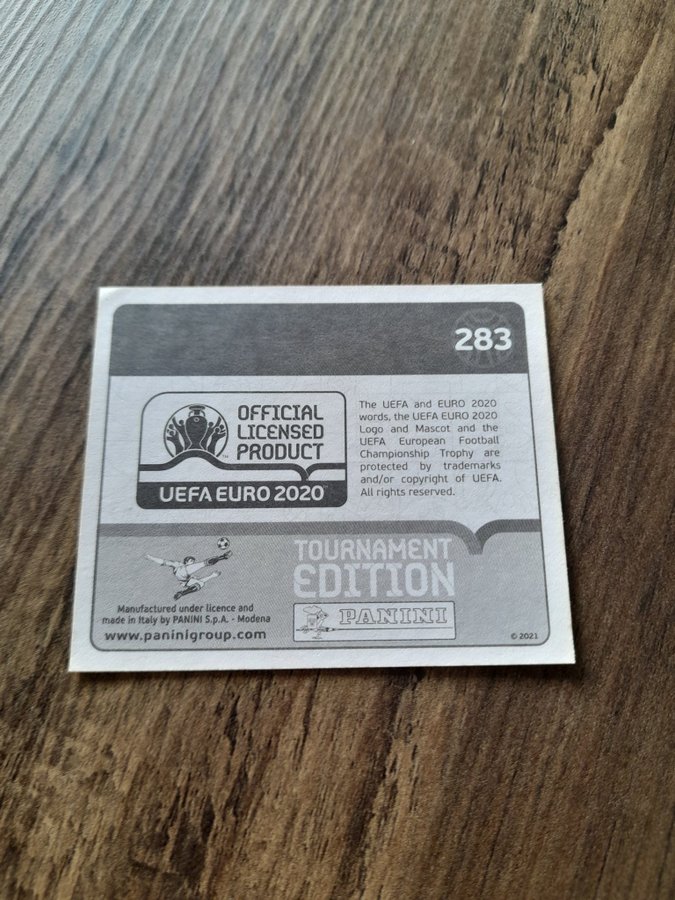 283
OFFICIAL
LICENSED
PRODUCT
™
UEFA EURO 2020™
The UEFA and EURO 2020
words, the UEFA EURO 2020
Logo and Mascot and the
UEFA European Football
Championship Trophy are
protected by trademarks
and/or copyright of UEFA.
All rights reserved.
TOURNAMENT
EDITION
Manufactured under licence and
made in Italy by PANINI S.p.A. - Modena
www.paninigroup.com
PANINI
© 2021